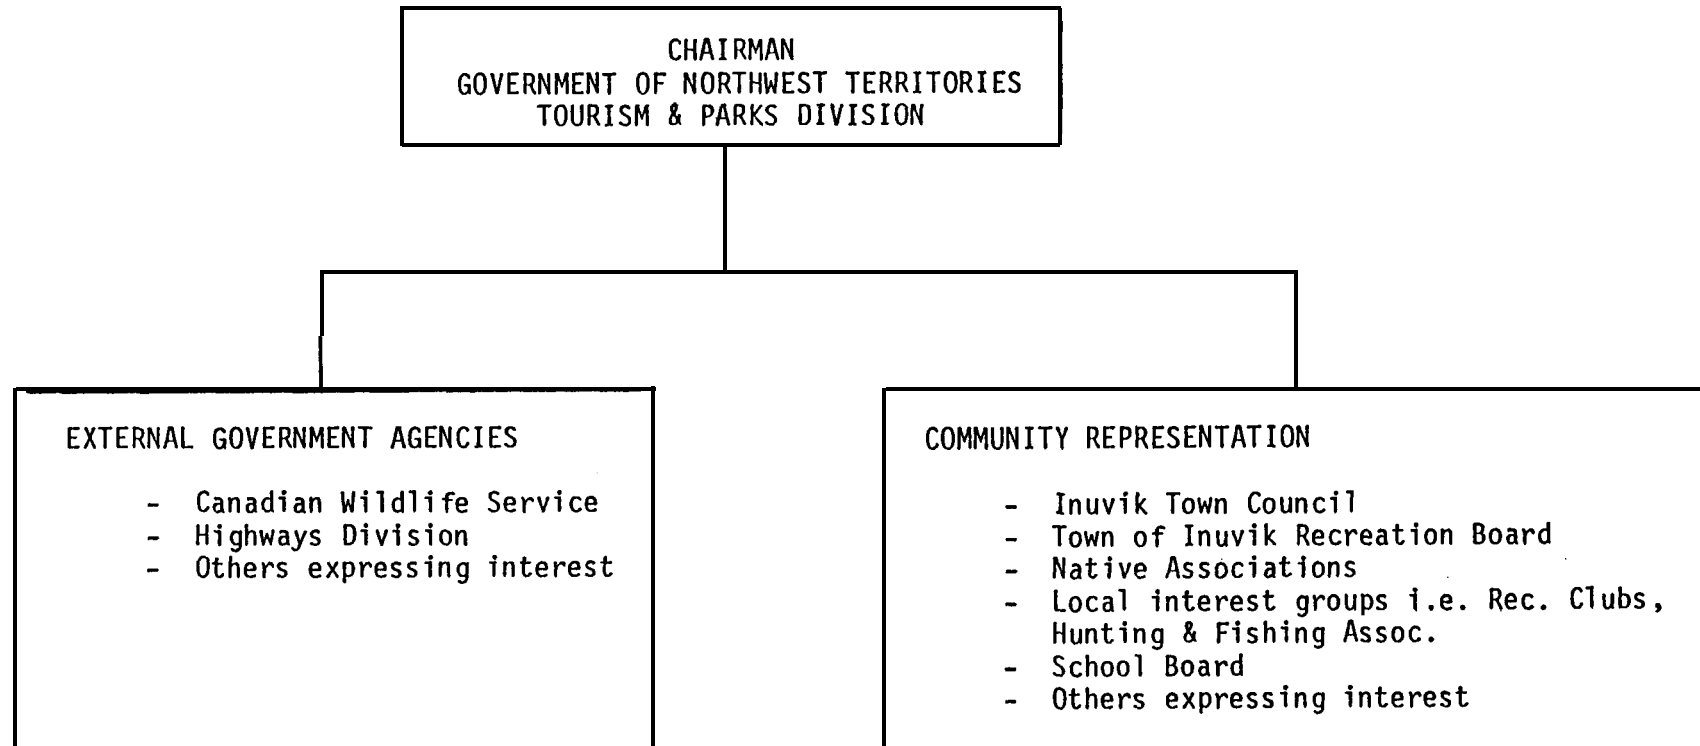 CHAIRMAN
GOVERNMENT OF NORTHWEST TERRITORIES
TOURISM & PARKS DIVISION
EXTERNAL GOVERNMENT AGENCIES
- Canadian Wildlife Service
- Highways Division
- Others expressing interest
COMMUNITY REPRESENTATION
- Inuvik Town Council
- Town of Inuvik Recreation Board
- Native Associations
- Local interest groups i.e. Rec. Clubs,
Hunting & Fishing Assoc.
- School Board
- Others expressing interest